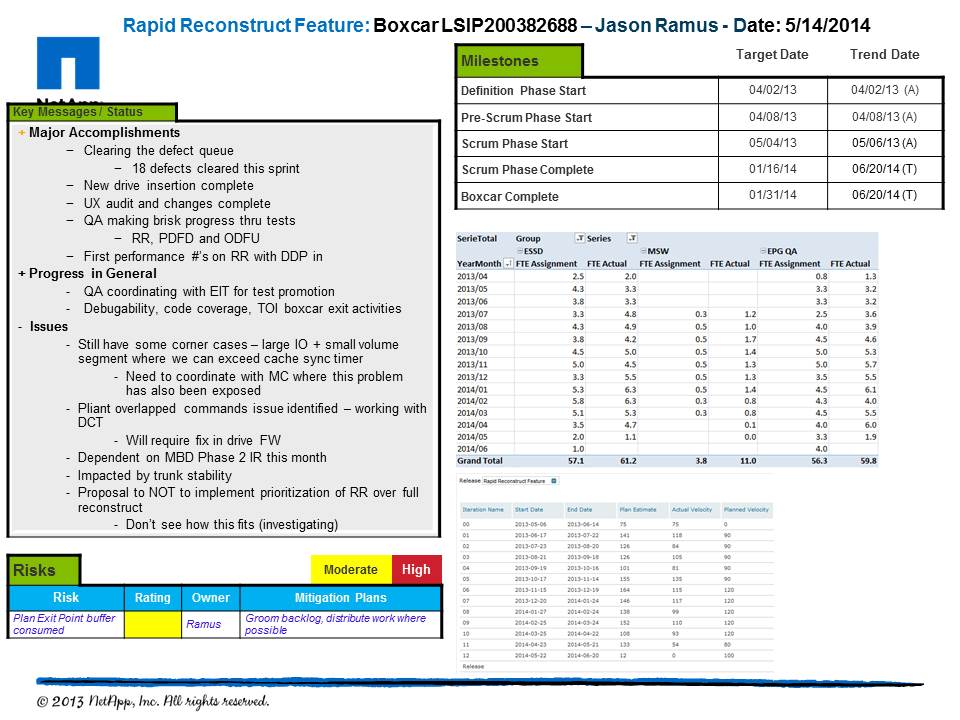 Rapid Reconstruct Feature: Boxcar LSIP200382688 – Jason Ramus - Date: 5/14/2014
NetApp
Key Messages / Status
+ Major Accomplishments
– Clearing the defect queue
– 18 defects cleared this sprint
– New drive insertion complete
– UX audit and changes complete
– QA making brisk progress thru tests
– RR, PDFD and ODFU
– First performance #'s on RR with DDP in
+ Progress in General
- QA coordinating with EIT for test promotion
- Debugability, code coverage, TOI boxcar exit activities
- Issues
- Still have some corner cases – large IO + small volume
segment where we can exceed cache sync timer
- Need to coordinate with MC where this problem
has also been exposed
- Pliant overlapped commands issue identified – working with
DCT
- Will require fix in drive FW
- Dependent on MBD Phase 2 IR this month
- Impacted by trunk stability
- Proposal to NOT to implement prioritization of RR over full
reconstruct
- Don't see how this fits (investigating)
Risks
Moderate High
Risk Rating Owner Mitigation Plans
Plan Exit Point buffer
consumed
Ramus
Groom backlog, distribute work where
possible
Milestones Target Date Trend Date
Definition Phase Start 04/02/13 04/02/13 (A)
Pre-Scrum Phase Start 04/08/13 04/08/13 (A)
Scrum Phase Start 05/04/13 05/06/13 (A)
Scrum Phase Complete 01/16/14 06/20/14 (T)
Boxcar Complete 01/31/14 06/20/14 (T)
SerieTotal Group Series
ESSD MSW EPG QA
YearMonth FTE Assignment FTE Actual FTE Assignment FTE Actual FTE Assignment FTE Actual
2013/04 2.5 2.0 0.8 1.3
2013/05 4.3 3.3 3.3 3.2
2013/06 3.8 3.3 3.3 3.2
2013/07 3.3 4.8 0.3 1.2 2.5 3.6
2013/08 4.3 4.9 0.5 1.0 4.0 3.9
2013/09 3.8 4.2 0.5 1.7 4.5 4.6
2013/10 4.5 5.0 0.5 1.4 5.0 5.3
2013/11 5.0 4.5 0.5 1.3 5.0 5.7
2013/12 3.3 5.5 0.5 1.3 3.5 5.5
2014/01 5.3 6.3 0.5 1.4 4.5 6.1
2014/02 5.8 6.3 0.3 0.8 4.3 4.0
2014/03 5.1 5.3 0.3 0.8 4.5 5.5
2014/04 3.5 4.7 0.1 4.0 6.0
2014/05 2.0 1.1 0.0 3.3 1.9
2014/06 1.0 4.0
Grand Total 57.1 61.2 3.8 11.0 56.3 59.8
Release Rapid Reconstruct Feature
Iteration Name Start Date End Date Plan Estimate Actual Velocity Planned Velocity
00 2013-05-06 2013-06-14 75 75 0
01 2013-06-17 2013-07-22 141 118 90
02 2013-07-23 2013-08-20 126 84 90
03 2013-08-21 2013-09-18 126 105 90
04 2013-09-19 2013-10-16 101 81 90
05 2013-10-17 2013-11-14 155 135 90
06 2013-11-15 2013-12-19 164 115 120
07 2013-12-20 2014-01-24 146 117 120
08 2014-01-27 2014-02-24 138 99 120
09 2014-02-25 2014-03-24 152 110 120
10 2014-03-25 2014-04-22 108 93 120
11 2014-04-23 2014-05-21 133 54 80
12 2014-05-22 2014-06-20 12 0 100
Release
© 2013 NetApp, Inc. All rights reserved.